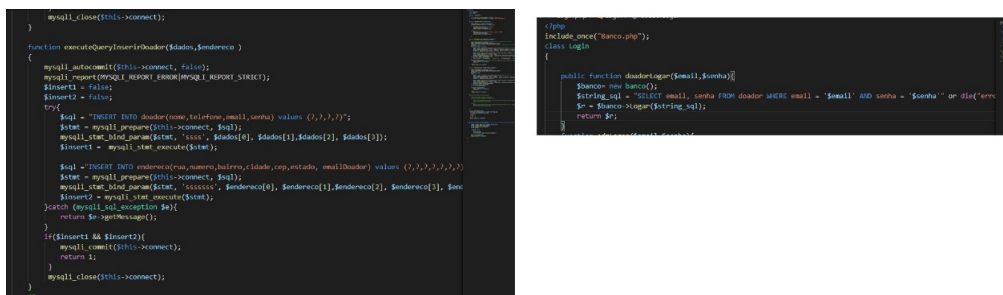 mysqli_close($this->connect);
}
function executeQueryInserirDoador($dados,$endereco )
{
mysqli_autocommit($this->connect, false);
mysqli_report(MYSQLI_REPORT_ERROR|MYSQLI_REPORT_STRICT);
$insert1 = false;
$insert2 = false;
try{
$sql = "INSERT INTO doador(nome,telefone,email,senha) values (?,?,?,?)";
$stmt = mysqli_prepare($this->connect, $sql);
mysqli_stmt_bind_param($stmt, 'ssss', $dados[0], $dados[1],$dados[2], $dados[3]);
$insert1 = mysqli_stmt_execute($stmt);
$sql ="INSERT INTO endereco(rua,numero,bairro,cidade,cep,estado, emailDoador) values (?,?,?,?,?,?,?)
$stmt = mysqli_prepare($this->connect, $sql);
mysqli_stmt_bind_param($stmt, 'sssssss', $endereco[0], $endereco[1],$endereco[2], $endereco[3], $end
$insert2 = mysqli_stmt_execute($stmt);
}catch (mysqli_sql_exception $e){
return $e->getMessage();
}
if($insert1 && $insert2){
mysqli_commit($this->connect);
return 1;
}
mysqli_close($this->connect);
}
<?php
include_once("Banco.php");
class Login
{
public function doadorLogar($email,$senha){
$banco= new banco();
$string_sql = "SELECT email, senha FROM doador WHERE email = '$email' AND senha = '$senha'" or die("erro
$r = $banco->Logar($string_sql);
return $r;
}